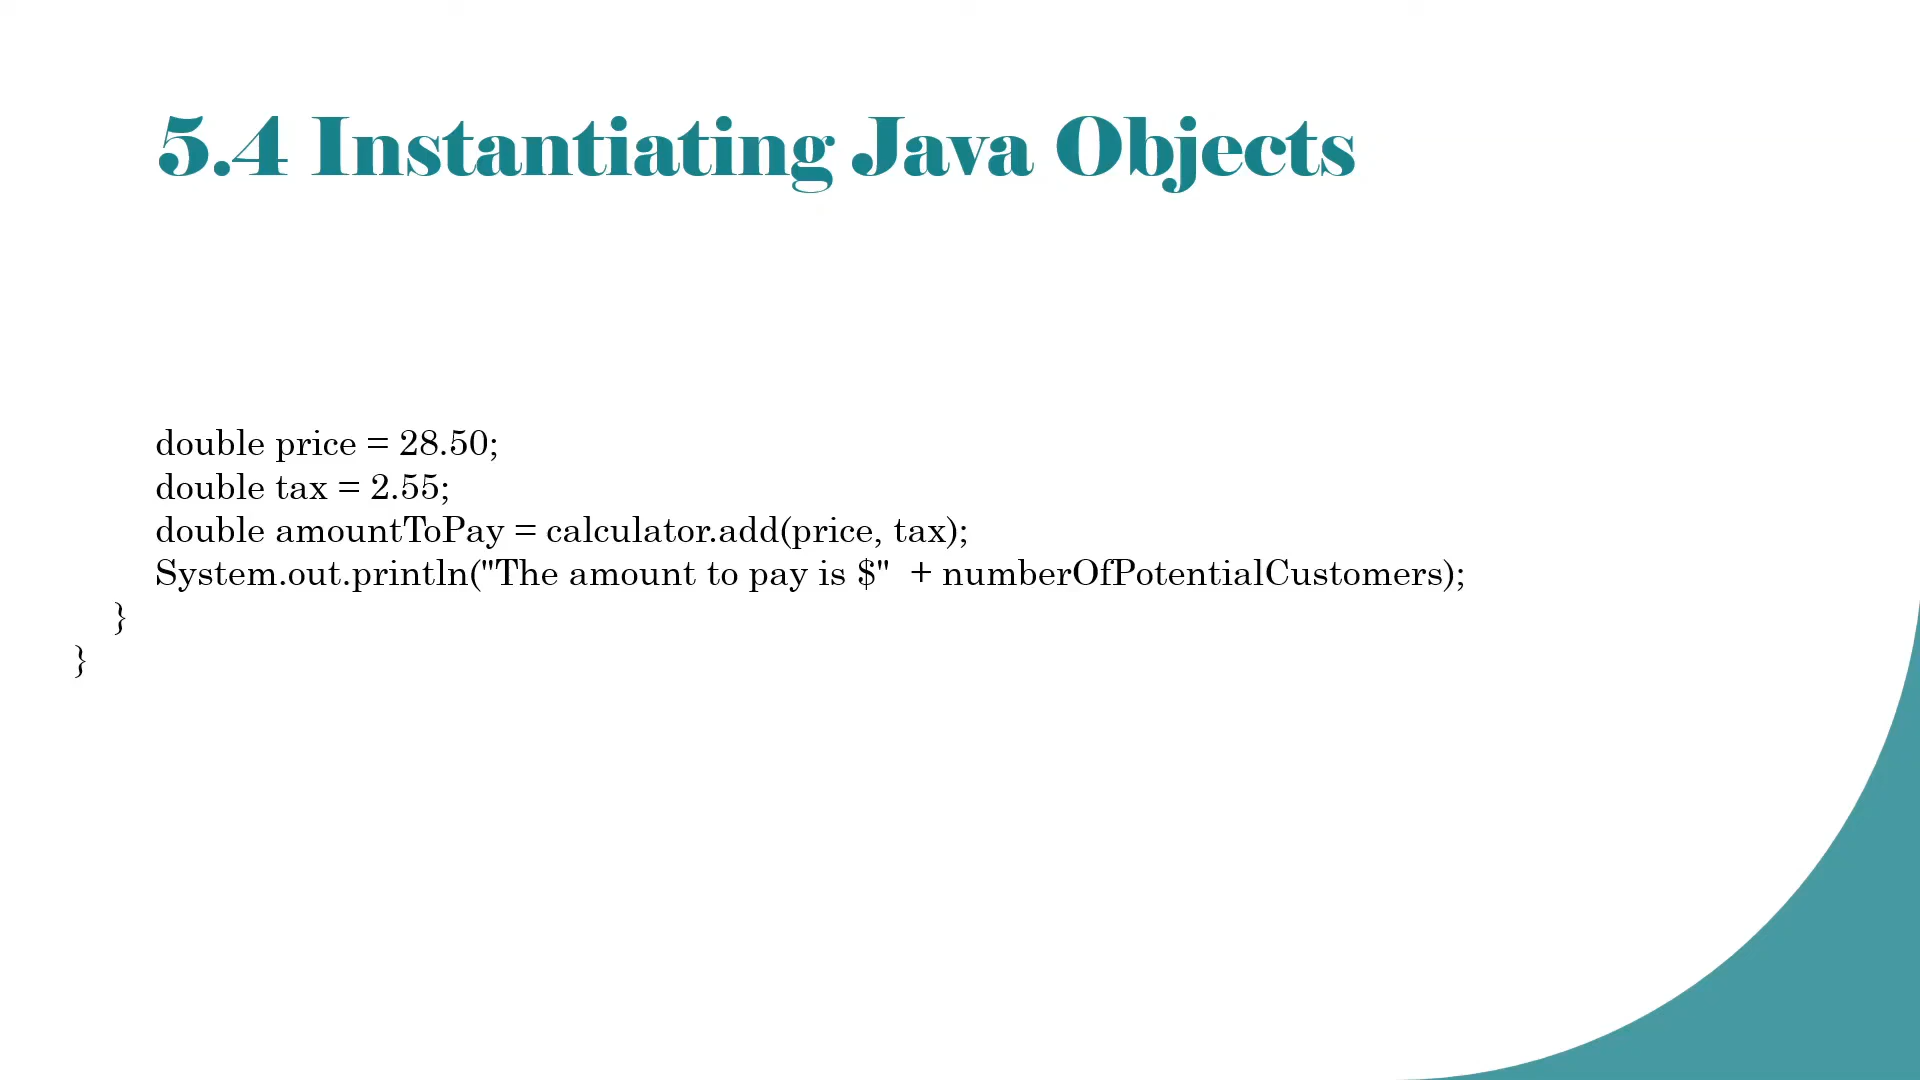 5.4 Instantiating Java Objects
double price = 28.50;
double tax = 2.55;
double amountToPay = calculator.add(price, tax);
System.out.println("The amount to pay is $"  + numberOfPotentialCustomers);
}
}